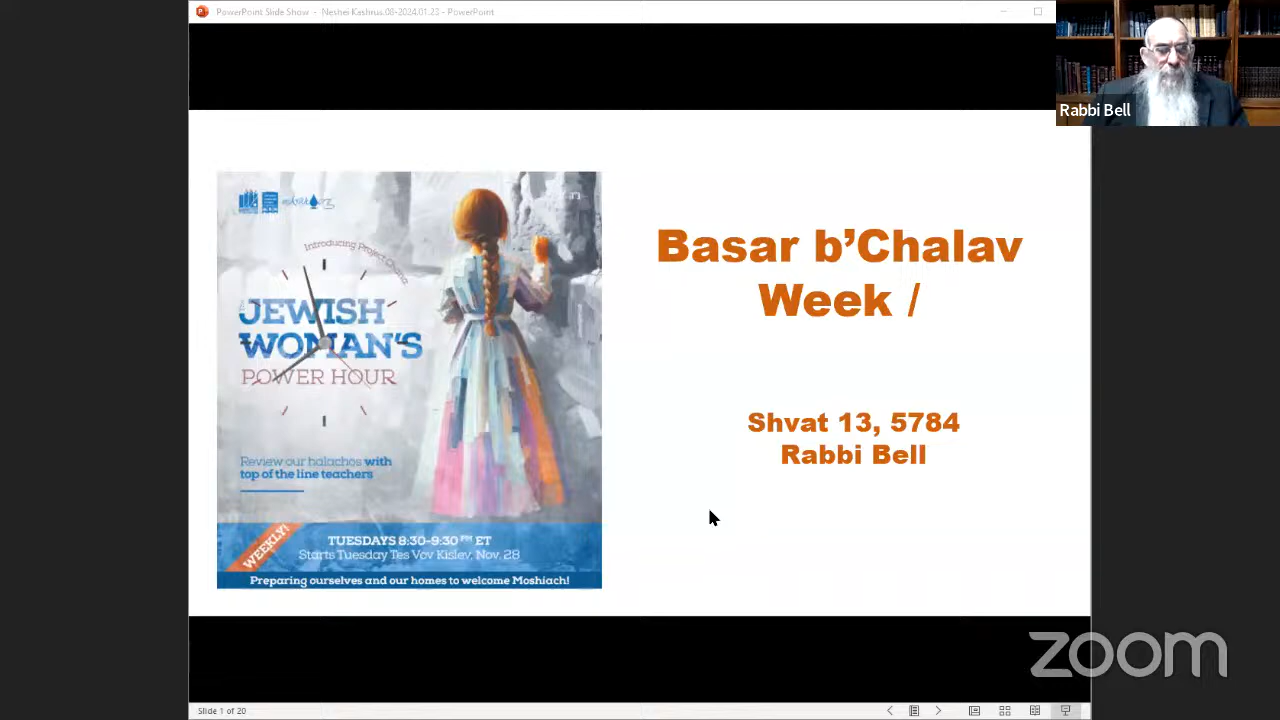 PowerPoint Slide Show - Neshei Kashrus.08-2024.01.23 - PowerPoint
Rabbi Bell
Introducing Project Chana
JEWISH
WOMAN'S
POWER HOUR
Review our halachos with
top of the line teachers
WEEKLY!
TUESDAYS 8:30-9:30 PM ET
Starts Tuesday Tes Vov Kislev, Nov. 28
Preparing ourselves and our homes to welcome Moshiach!
Basar b’Chalav
Week /
Shvat 13, 5784
Rabbi Bell
zoom
Slide 1 of 20